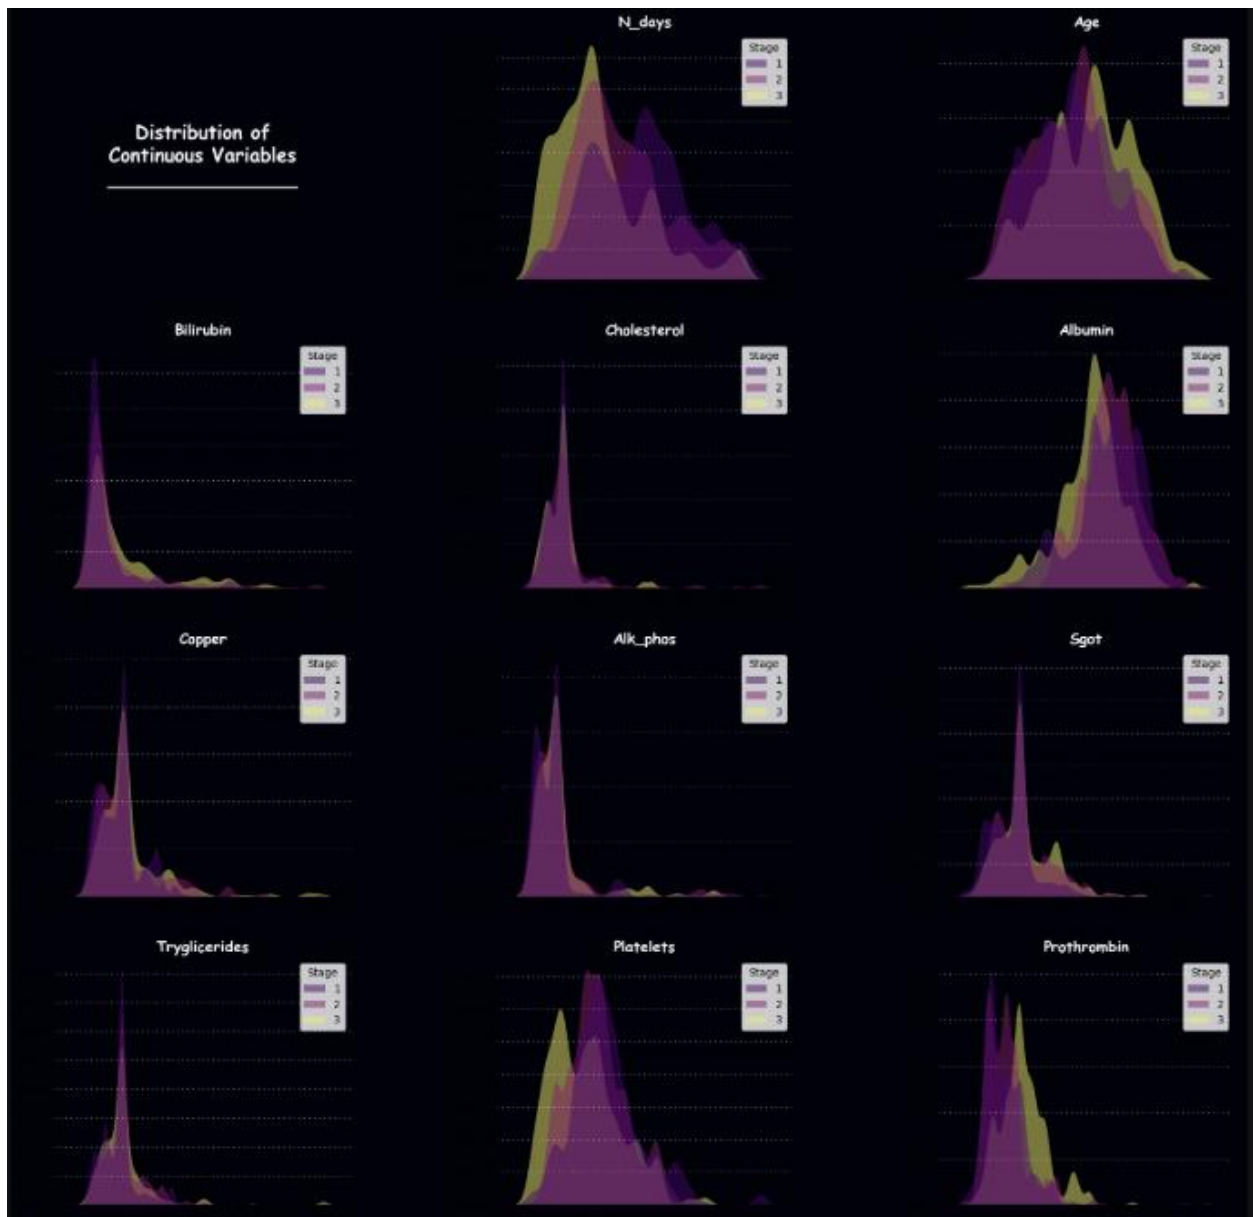 N_days
Stage
1
2
3
Age
Stage
1
2
3
Distribution of
Continuous Variables
Bilirubin
Stage
1
2
3
Cholesterol
Stage
1
2
3
Albumin
Stage
1
2
3
Copper
Stage
1
2
3
Alk_phos
Stage
1
2
3
Sgot
Stage
1
2
3
Tryglicerides
Stage
1
2
3
Platelets
Stage
1
2
3
Prothrombin
Stage
1
2
3